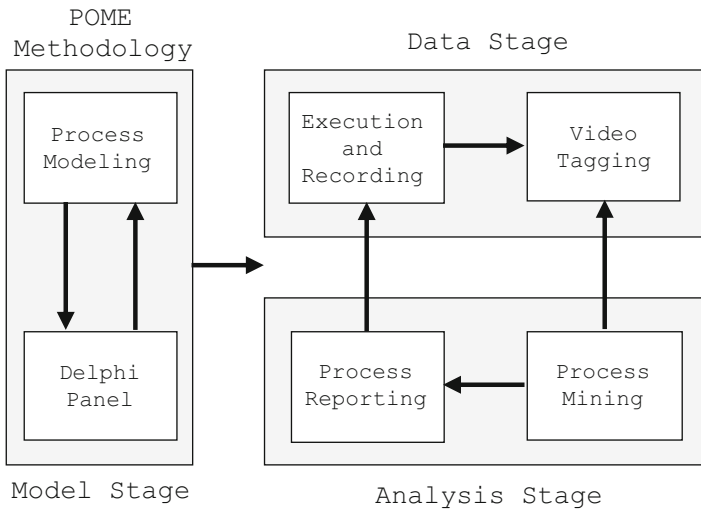 POME
Methodology
Process
Modeling
Delphi
Panel
Model Stage
Data Stage
Execution
and
Recording
Video
Tagging
Process
Reporting
Process
Mining
Analysis Stage